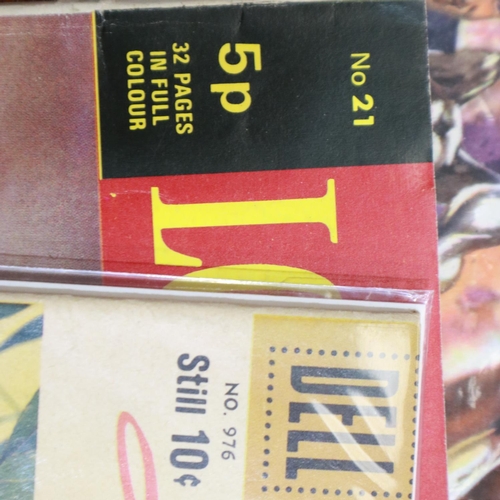 No 21
5p
32 PAGES
IN FULL
COLOUR
L
DELL
NO. 976
Still 10¢